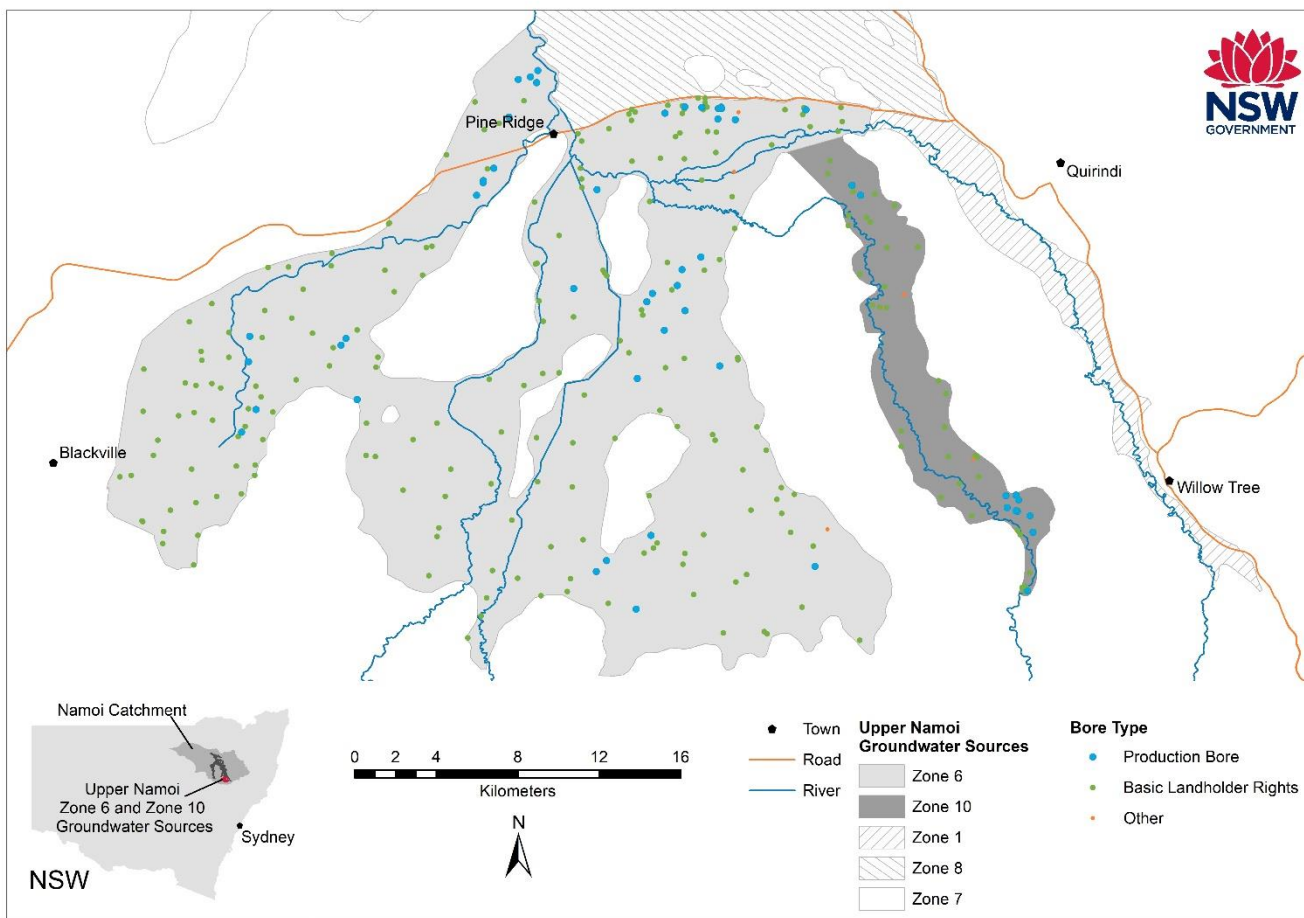 NSW
GOVERNMENT
Pine Ridge
Quirindi
Blackville
Willow Tree
Namoi Catchment
Upper Namoi
Zone 6 and Zone 10
Groundwater Sources
Sydney
NSW
0 2 4 8 12 16
Kilometers
N
Town
Road
River
Upper Namoi
Groundwater Sources
Zone 6
Zone 10
Zone 1
Zone 8
Zone 7
Bore Type
Production Bore
Basic Landholder Rights
Other